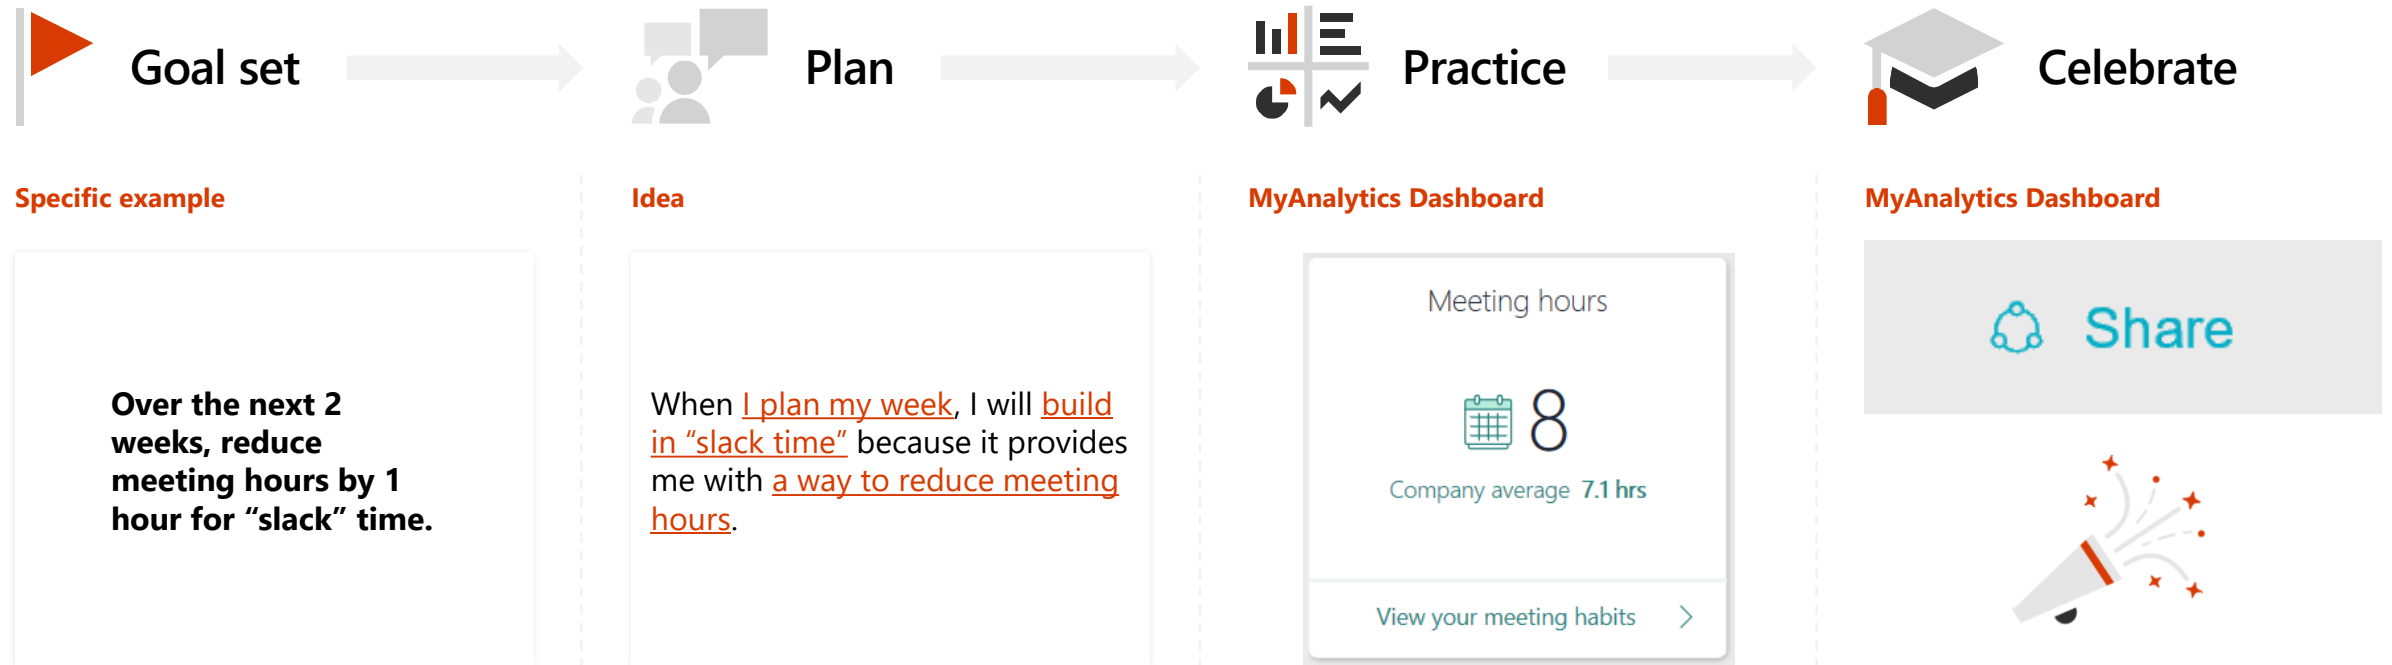 Goal set
Plan
Practice
Celebrate
Specific example
Over the next 2
weeks, reduce
meeting hours by 1
hour for “slack” time.
Idea
When I plan my week, I will build
in “slack time” because it provides
me with a way to reduce meeting
hours.
MyAnalytics Dashboard
Meeting hours
8
Company average 7.1 hrs
View your meeting habits
MyAnalytics Dashboard
Share